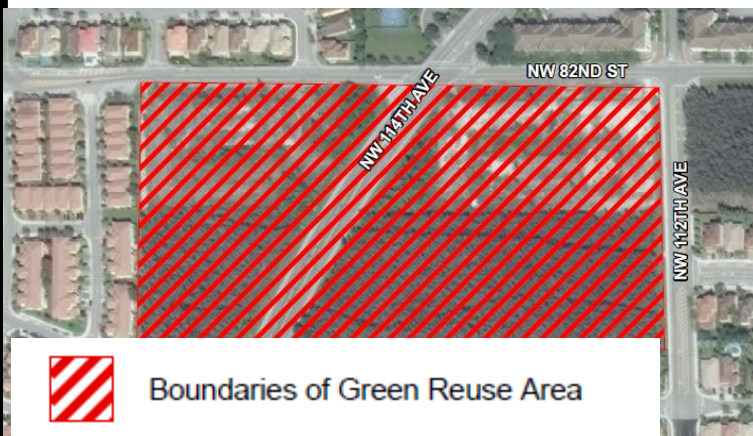 NW 82ND ST
NW 114TH AVE
NW 112TH AVE
Boundaries of Green Reuse Area